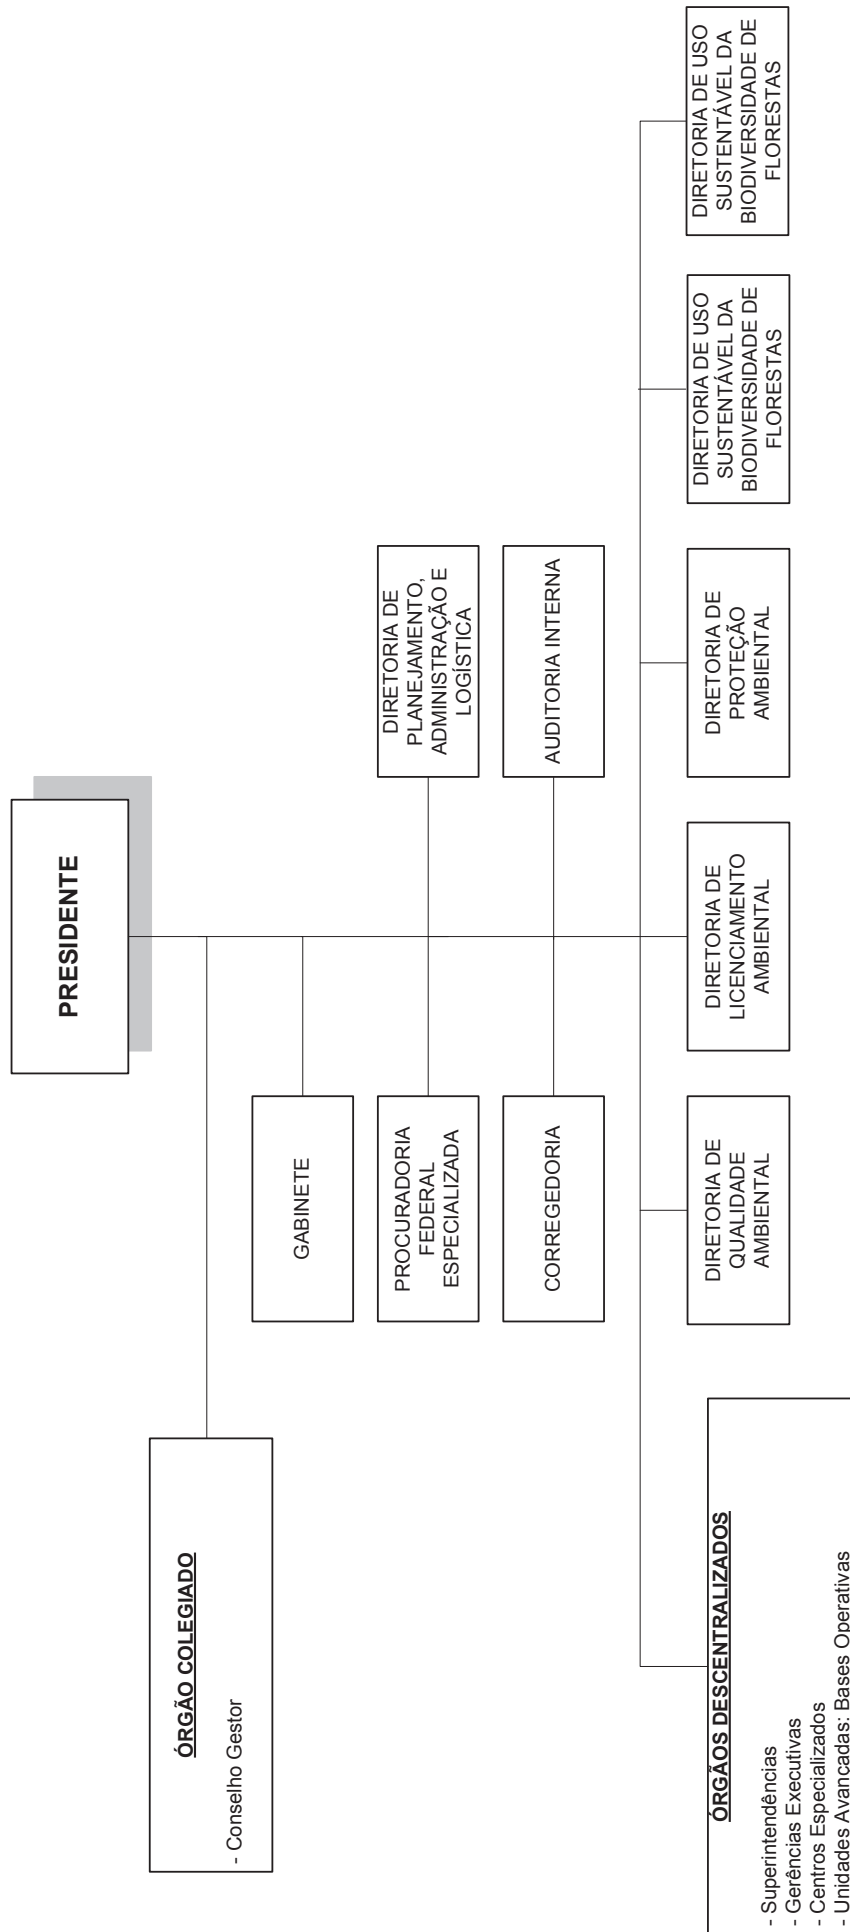 PRESIDENTE
ÓRGÃO COLEGIADO
- Conselho Gestor
GABINETE
PROCURADORIA
FEDERAL
ESPECIALIZADA
DIRETORIA DE
PLANEJAMENTO,
ADMINISTRAÇÃO E
LOGÍSTICA
CORREGEDORIA
AUDITORIA INTERNA
ÓRGÃOS DESCENTRALIZADOS
- Superintendências
- Gerências Executivas
- Centros Especializados
- Unidades Avancadas: Bases Operativas
DIRETORIA DE
QUALIDADE
AMBIENTAL
DIRETORIA DE
LICENCIAMENTO
AMBIENTAL
DIRETORIA DE
PROTEÇÃO
AMBIENTAL
DIRETORIA DE USO
SUSTENTÁVEL DA
BIODIVERSIDADE DE
FLORESTAS
DIRETORIA DE USO
SUSTENTÁVEL DA
BIODIVERSIDADE DE
FLORESTAS